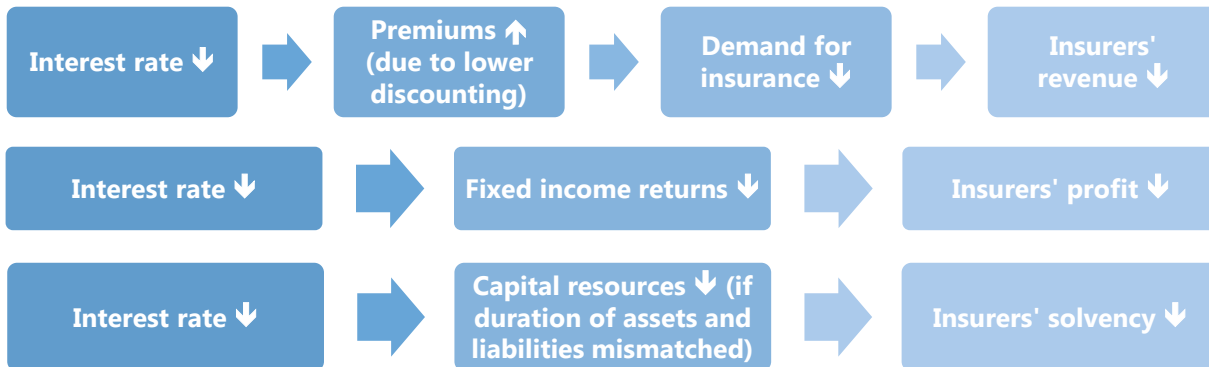 Interest rate ↓
Premiums ↑
(due to lower
discounting)
Demand for
insurance ↓
Insurers'
revenue ↓
Interest rate ↓
Fixed income returns ↓
Insurers' profit ↓
Interest rate ↓
Capital resources ↓ (if
duration of assets and
liabilities mismatched)
Insurers' solvency ↓